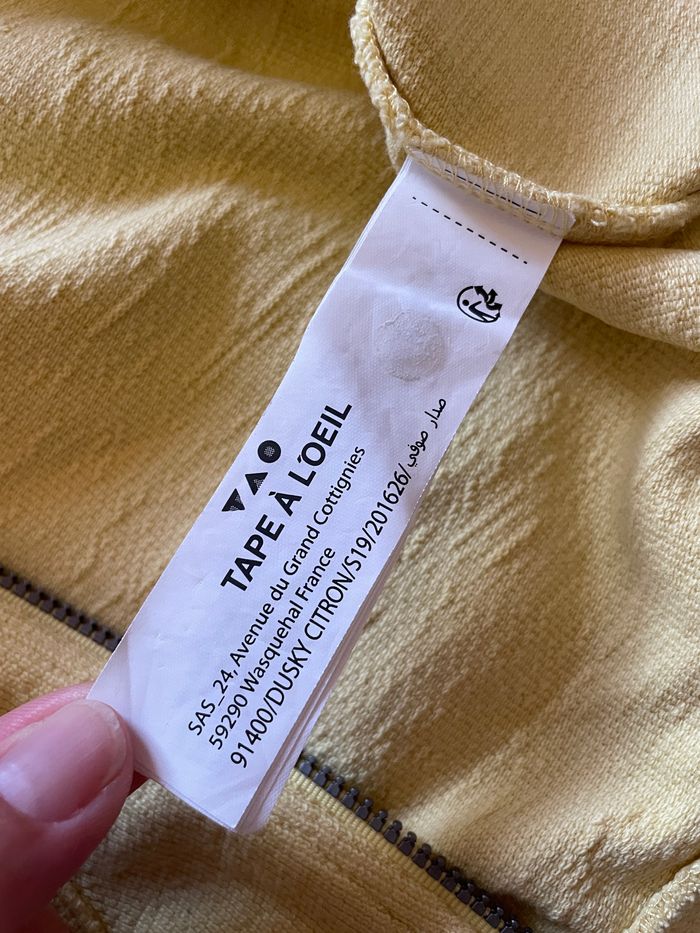 TAPE À L'OEIL
SAS_24, Avenue du Grand Cottignies
59290 Wasquehal France
91400/DUSKY CITRON/S19/201626/صدار صوفي